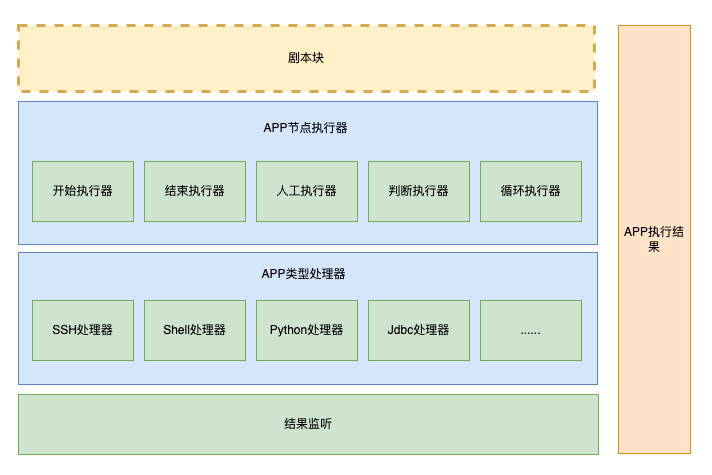 剧本块
APP节点执行器
开始执行器
结束执行器
人工执行器
判断执行器
循环执行器
APP类型处理器
SSH处理器
Shell处理器
Python处理器
Jdbc处理器
......
结果监听
APP执行结
果